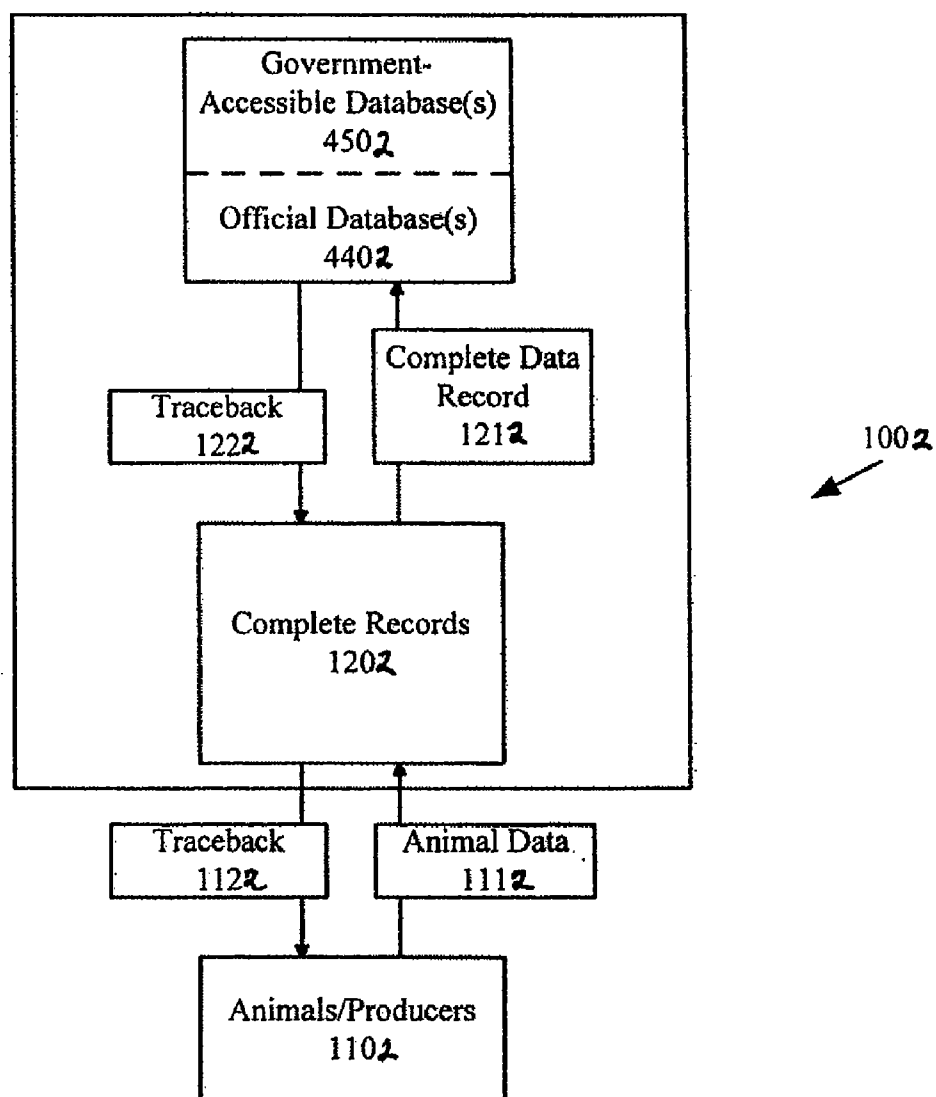 Government-
Accessible Database(s)
4502
Official Database(s)
4402
Complete Data
Record
1212
Traceback
1222
1002
Complete Records
1202
Traceback
1122
Animal Data
1112
Animals/Producers
1102